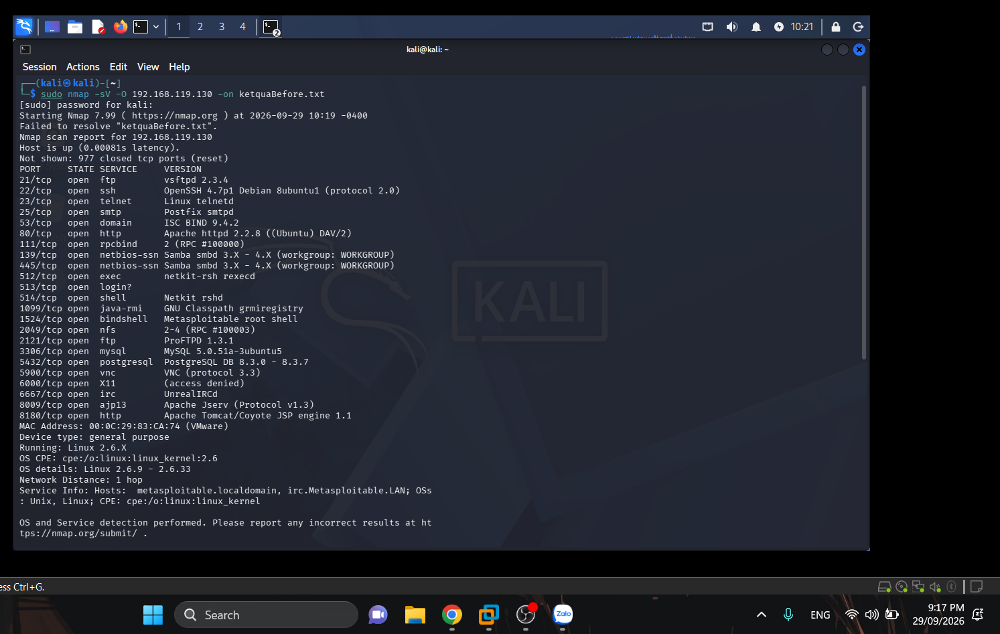 1 2 3 4 2 10:21
kali@kali: ~
Session Actions Edit View Help
┌──(kali㉿kali)-[~]
└─$ sudo nmap -sV -O 192.168.119.130 -on ketquaBefore.txt
[sudo] password for kali:
Starting Nmap 7.99 ( https://nmap.org ) at 2026-09-29 10:19 -0400
Failed to resolve "ketquaBefore.txt".
Nmap scan report for 192.168.119.130
Host is up (0.00081s latency).
Not shown: 977 closed tcp ports (reset)
PORT     STATE SERVICE     VERSION
21/tcp   open  ftp         vsftpd 2.3.4
22/tcp   open  ssh         OpenSSH 4.7p1 Debian 8ubuntu1 (protocol 2.0)
23/tcp   open  telnet      Linux telnetd
25/tcp   open  smtp        Postfix smtpd
53/tcp   open  domain      ISC BIND 9.4.2
80/tcp   open  http        Apache httpd 2.2.8 ((Ubuntu) DAV/2)
111/tcp  open  rpcbind     2 (RPC #100000)
139/tcp  open  netbios-ssn Samba smbd 3.X - 4.X (workgroup: WORKGROUP)
445/tcp  open  netbios-ssn Samba smbd 3.X - 4.X (workgroup: WORKGROUP)
512/tcp  open  exec        netkit-rsh rexecd
513/tcp  open  login?
514/tcp  open  shell       Netkit rshd
1099/tcp open  java-rmi    GNU Classpath grmiregistry
1524/tcp open  bindshell   Metasploitable root shell
2049/tcp open  nfs         2-4 (RPC #100003)
2121/tcp open  ftp         ProFTPD 1.3.1
3306/tcp open  mysql       MySQL 5.0.51a-3ubuntu5
5432/tcp open  postgresql  PostgreSQL DB 8.3.0 - 8.3.7
5900/tcp open  vnc         VNC (protocol 3.3)
6000/tcp open  X11         (access denied)
6667/tcp open  irc         UnrealIRCd
8009/tcp open  ajp13       Apache Jserv (Protocol v1.3)
8180/tcp open  http        Apache Tomcat/Coyote JSP engine 1.1
MAC Address: 00:0C:29:83:CA:74 (VMware)
Device type: general purpose
Running: Linux 2.6.X
OS CPE: cpe:/o:linux:linux_kernel:2.6
OS details: Linux 2.6.9 - 2.6.33
Network Distance: 1 hop
Service Info: Hosts:  metasploitable.localdomain, irc.Metasploitable.LAN; OSs
: Unix, Linux; CPE: cpe:/o:linux:linux_kernel
OS and Service detection performed. Please report any incorrect results at ht
tps://nmap.org/submit/ .
KALI
ess Ctrl+G.
Search
Zalo
ENG
9:17 PM
29/09/2026